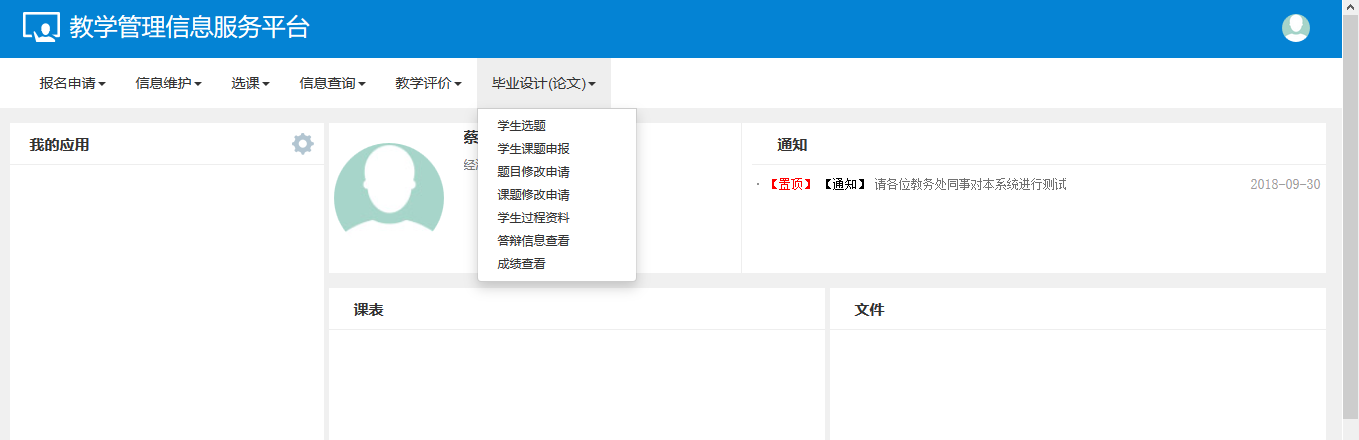 教学管理信息服务平台
报名申请 信息维护 选课 信息查询 教学评价 毕业设计(论文)
学生选题
学生课题申报
题目修改申请
课题修改申请
学生过程资料
答辩信息查看
成绩查看
我的应用
蔡
经
通知
【置顶】 【通知】 请各位教务处同事对本系统进行测试 2018-09-30
课表
文件